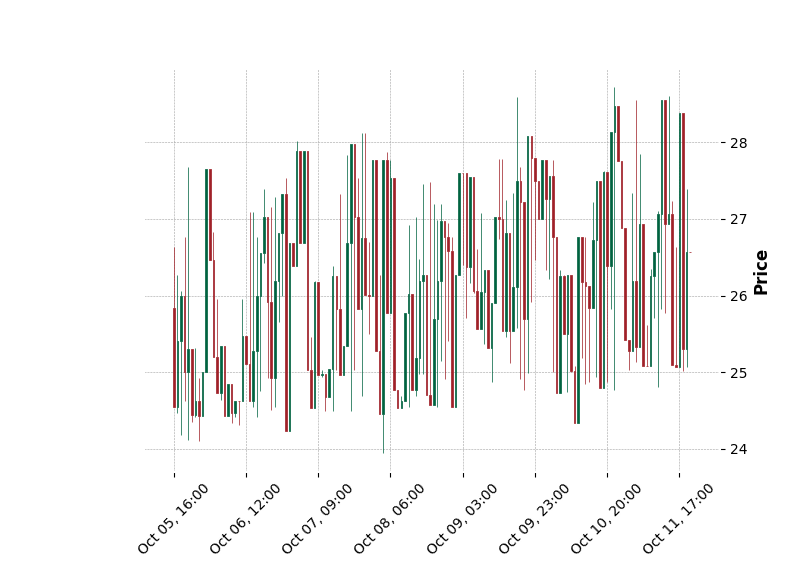 28
27
26
25
24
Price
Oct 05, 16:00
Oct 06, 12:00
Oct 07, 09:00
Oct 08, 06:00
Oct 09, 03:00
Oct 09, 23:00
Oct 10, 20:00
Oct 11, 17:00